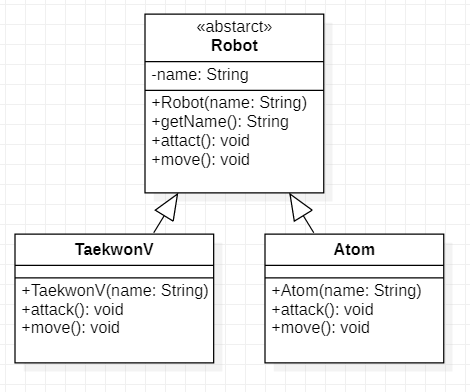 «abstarct»
Robot
-name: String
+Robot(name: String)
+getName(): String
+attact(): void
+move(): void
TaekwonV
+TaekwonV(name: String)
+attack(): void
+move(): void
Atom
+Atom(name: String)
+attack(): void
+move(): void